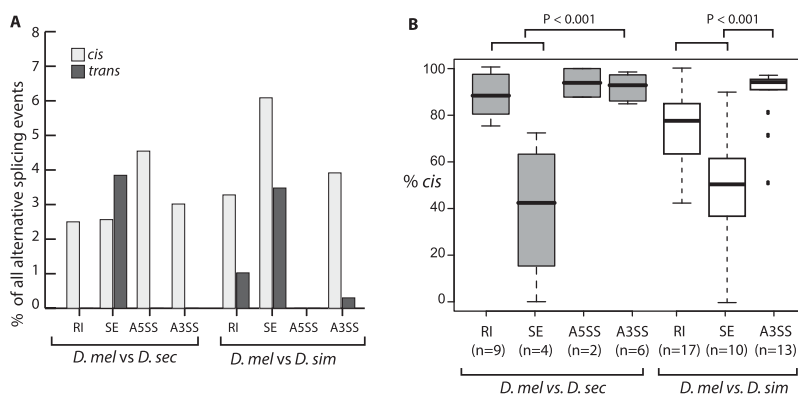 A
% of all alternative splicing events
8
7
6
5
4
3
2
1
0
cis
trans
RI SE A5SS A3SS RI SE A5SS A3SS
D. mel vs D. sec D. mel vs D. sim
B
P < 0.001 P < 0.001
% cis
100
80
60
40
20
0
RI SE A5SS A3SS RI SE A3SS
(n=9) (n=4) (n=2) (n=6) (n=17) (n=10) (n=13)
D. mel vs. D. sec D. mel vs. D. sim